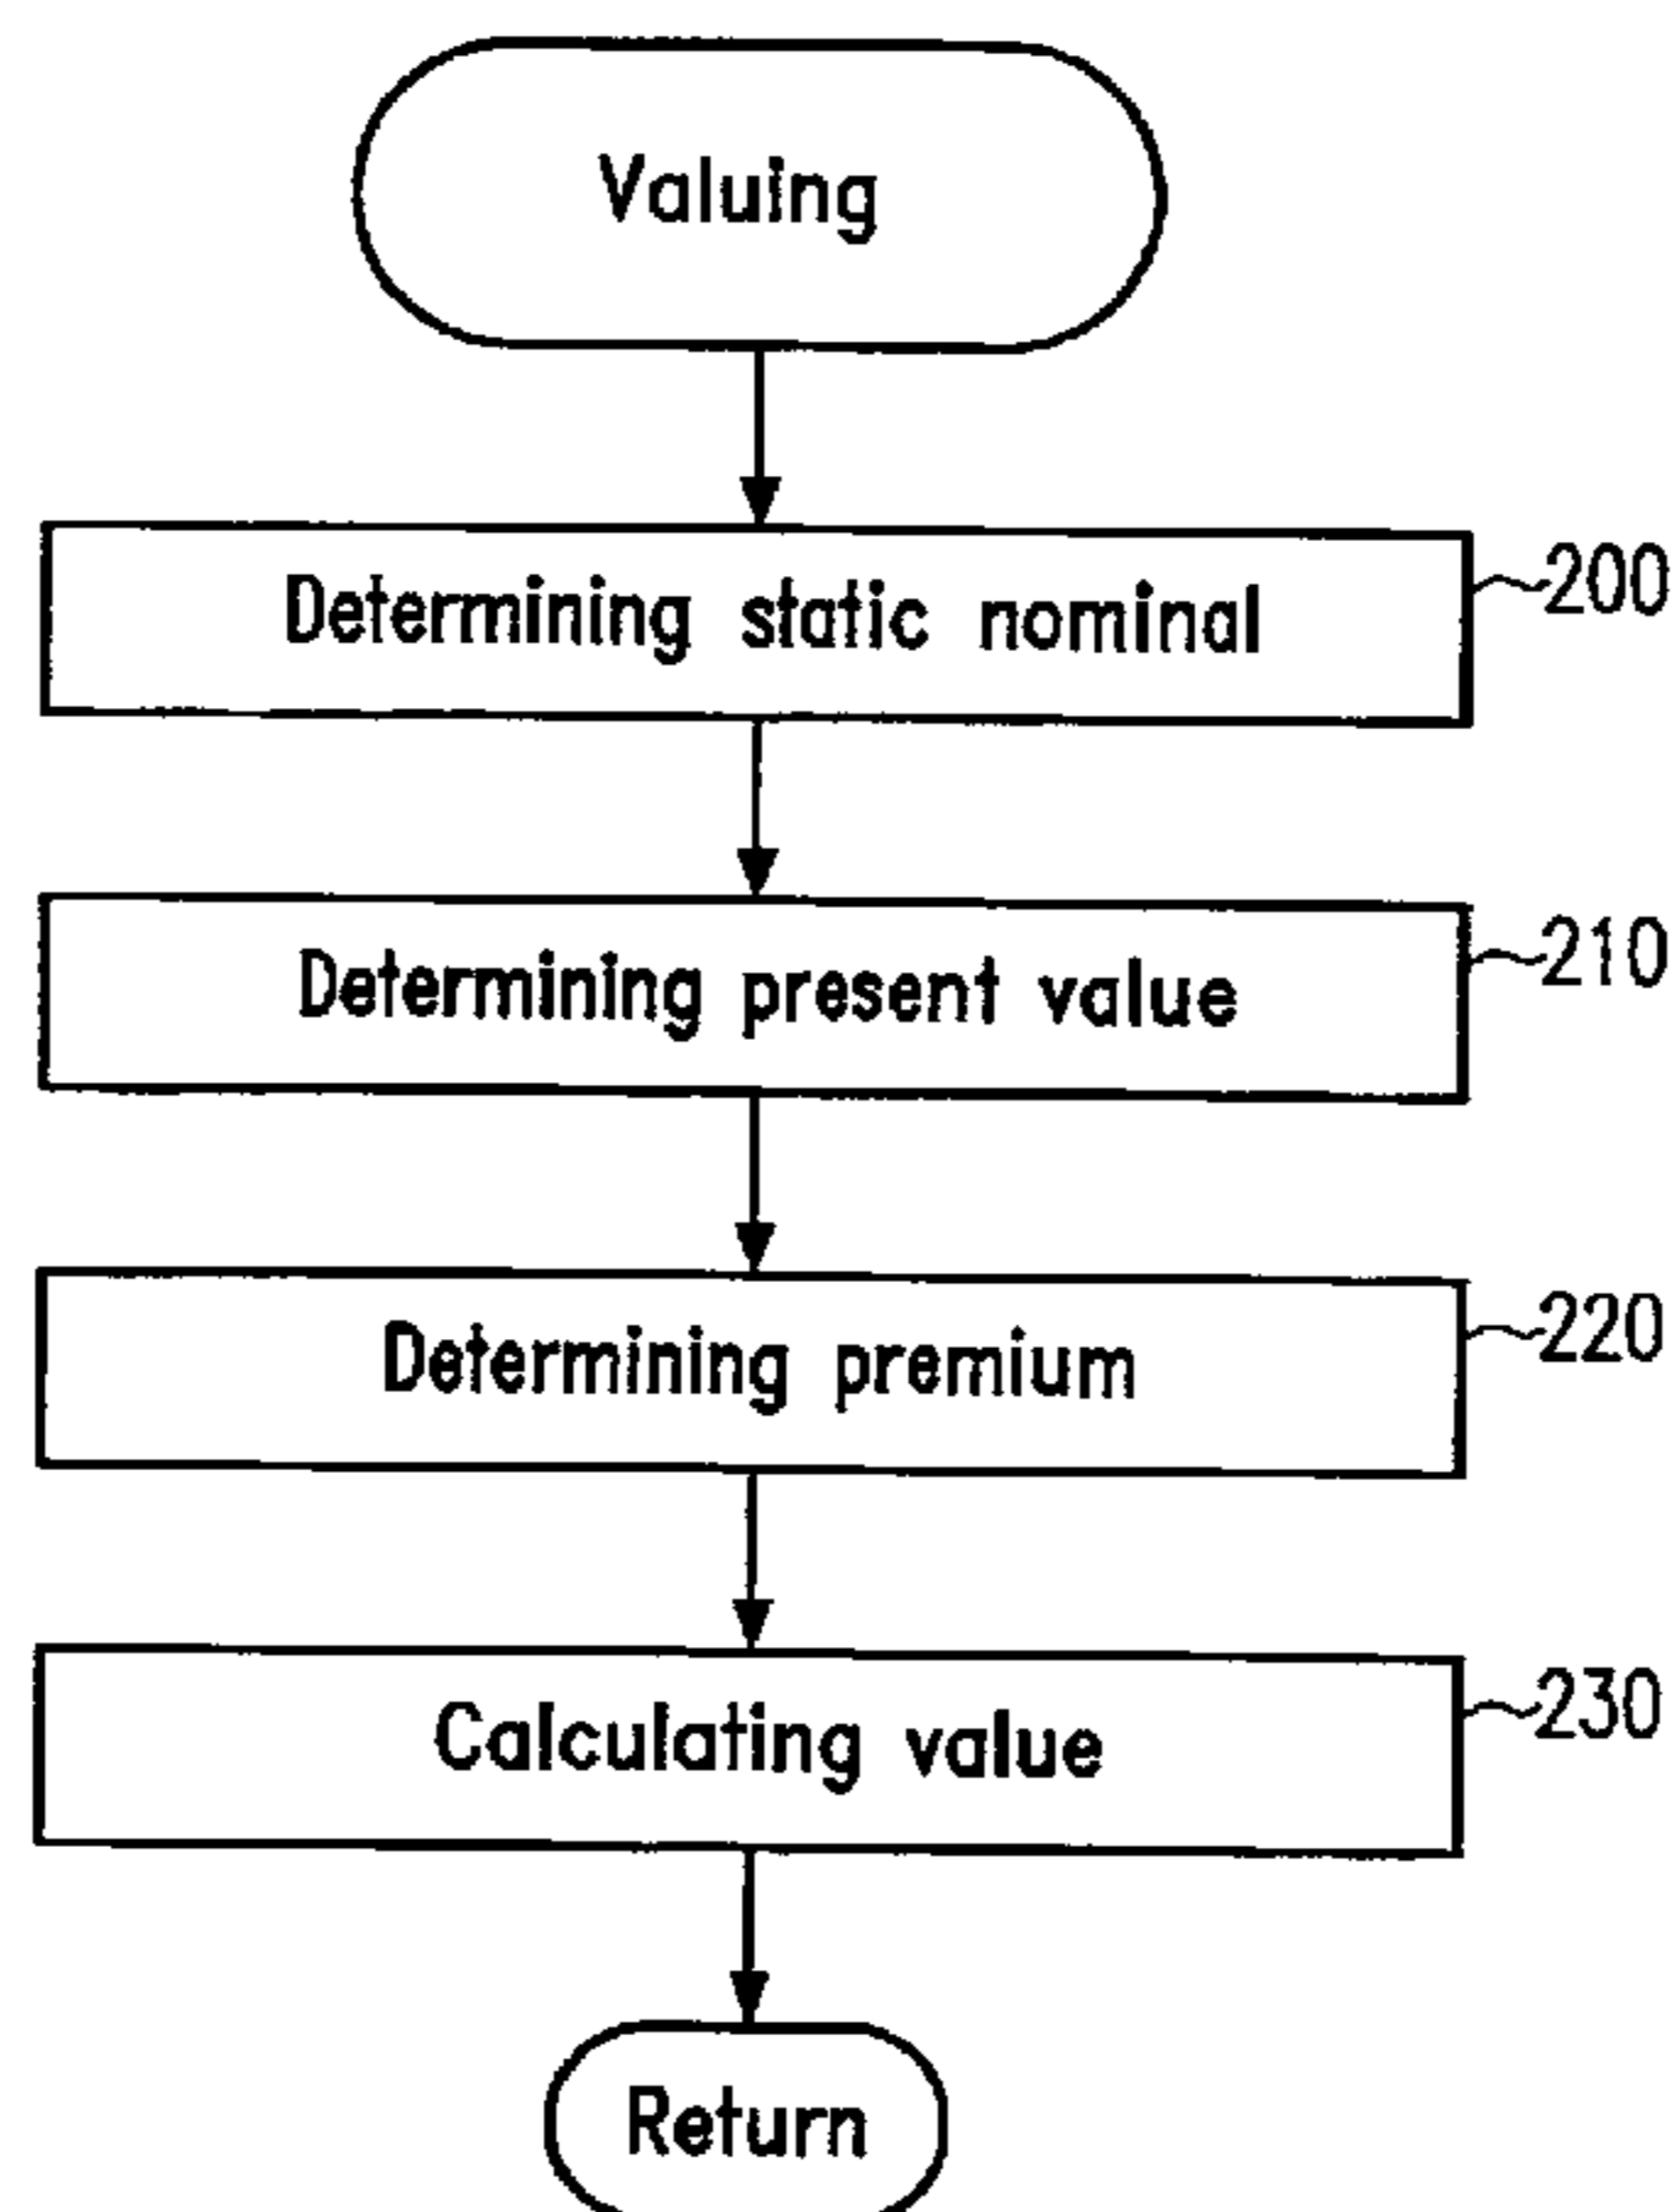 Valuing
Determining static nominal
200
Determining present value
210
Determining premium
220
Calculating value
230
Return